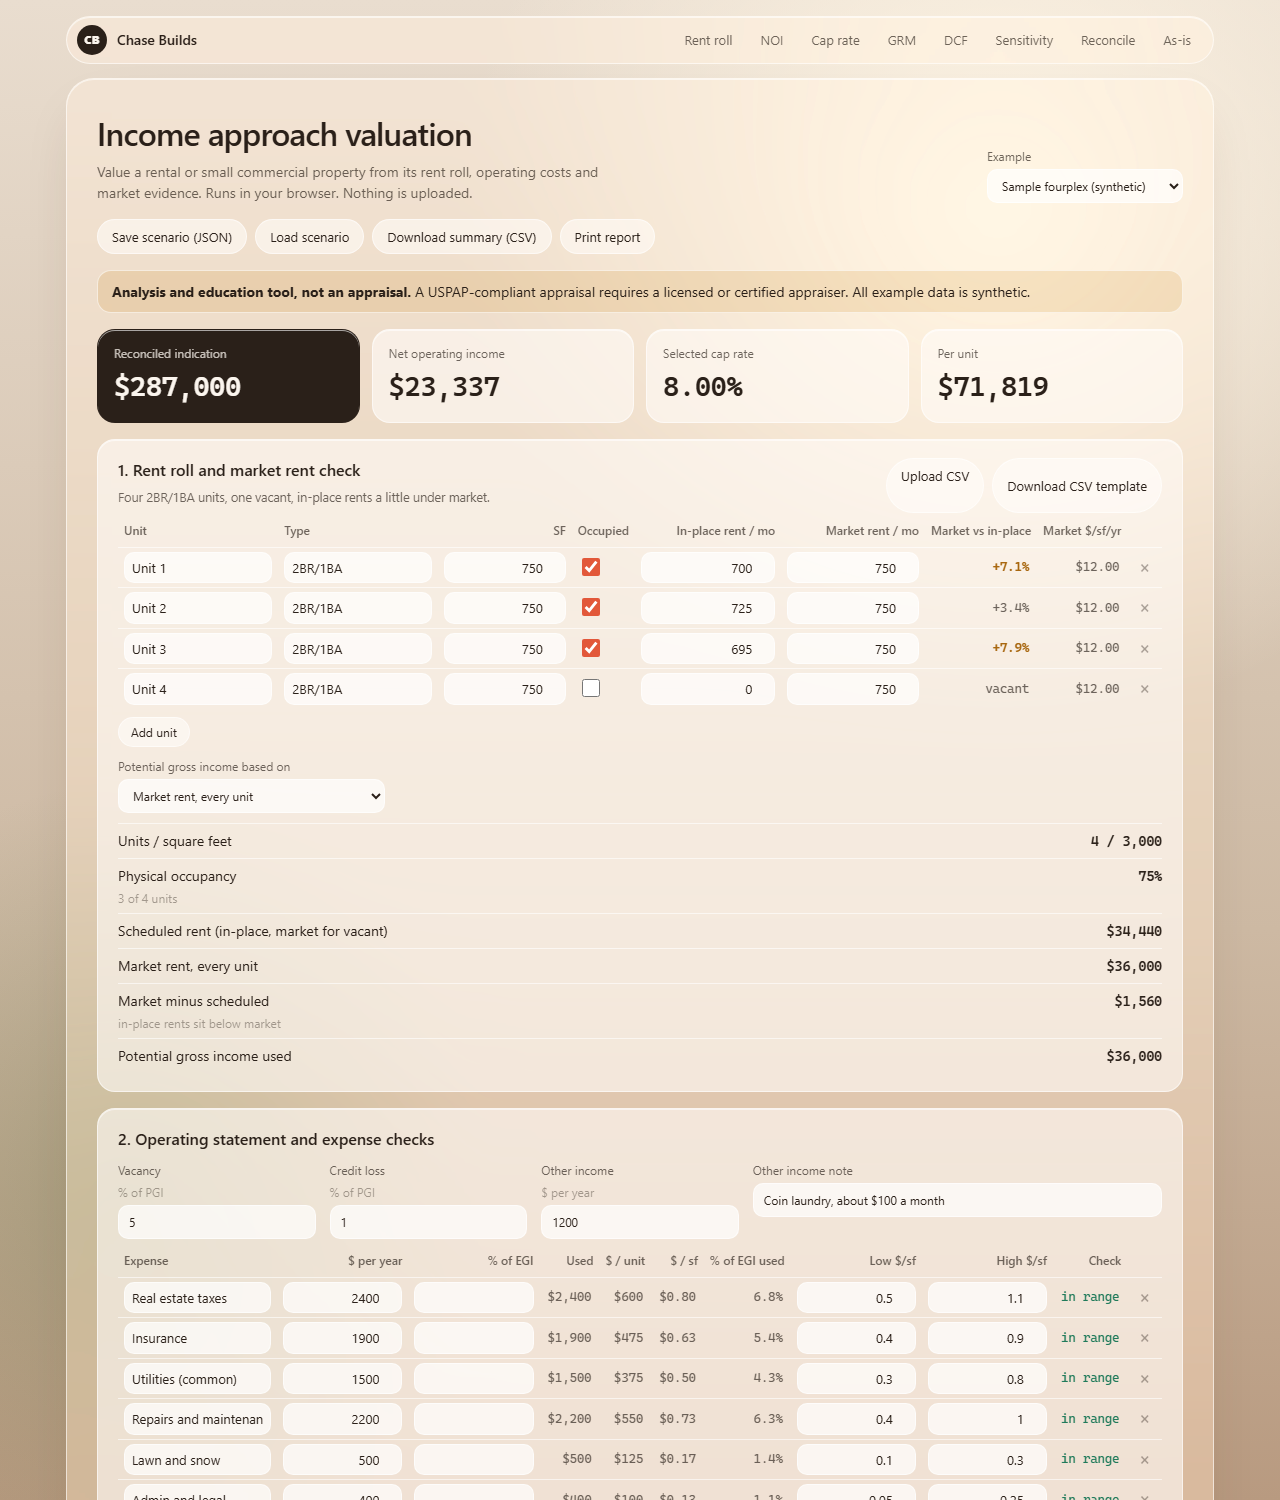 CB Chase Builds Rent roll NOI Cap rate GRM DCF Sensitivity Reconcile As-is
Income approach valuation
Value a rental or small commercial property from its rent roll, operating costs and
market evidence. Runs in your browser. Nothing is uploaded.
Example
Sample fourplex (synthetic)
Save scenario (JSON) Load scenario Download summary (CSV) Print report
Analysis and education tool, not an appraisal. A USPAP-compliant appraisal requires a licensed or certified appraiser. All example data is synthetic.
Reconciled indication
$287,000
Net operating income
$23,337
Selected cap rate
8.00%
Per unit
$71,819
1. Rent roll and market rent check
Four 2BR/1BA units, one vacant, in-place rents a little under market.
Upload CSV Download CSV template
Unit Type SF Occupied In-place rent / mo Market rent / mo Market vs in-place Market $/sf/yr
Unit 1 2BR/1BA 750 700 750 +7.1% $12.00 ×
Unit 2 2BR/1BA 750 725 750 +3.4% $12.00 ×
Unit 3 2BR/1BA 750 695 750 +7.9% $12.00 ×
Unit 4 2BR/1BA 750 0 750 vacant $12.00 ×
Add unit
Potential gross income based on
Market rent, every unit
Units / square feet 4 / 3,000
Physical occupancy 75%
3 of 4 units
Scheduled rent (in-place, market for vacant) $34,440
Market rent, every unit $36,000
Market minus scheduled $1,560
in-place rents sit below market
Potential gross income used $36,000
2. Operating statement and expense checks
Vacancy Credit loss Other income Other income note
% of PGI % of PGI $ per year
5 1 1200 Coin laundry, about $100 a month
Expense $ per year % of EGI Used $ / unit $ / sf % of EGI used Low $/sf High $/sf Check
Real estate taxes 2400 $2,400 $600 $0.80 6.8% 0.5 1.1 in range ×
Insurance 1900 $1,900 $475 $0.63 5.4% 0.4 0.9 in range ×
Utilities (common) 1500 $1,500 $375 $0.50 4.3% 0.3 0.8 in range ×
Repairs and maintenan 2200 $2,200 $550 $0.73 6.3% 0.4 1 in range ×
Lawn and snow 500 $500 $125 $0.17 1.4% 0.1 0.3 in range ×
Admin and legal 400 $400 $100 $0.13 1.1% 0.05 0.25 in range ×